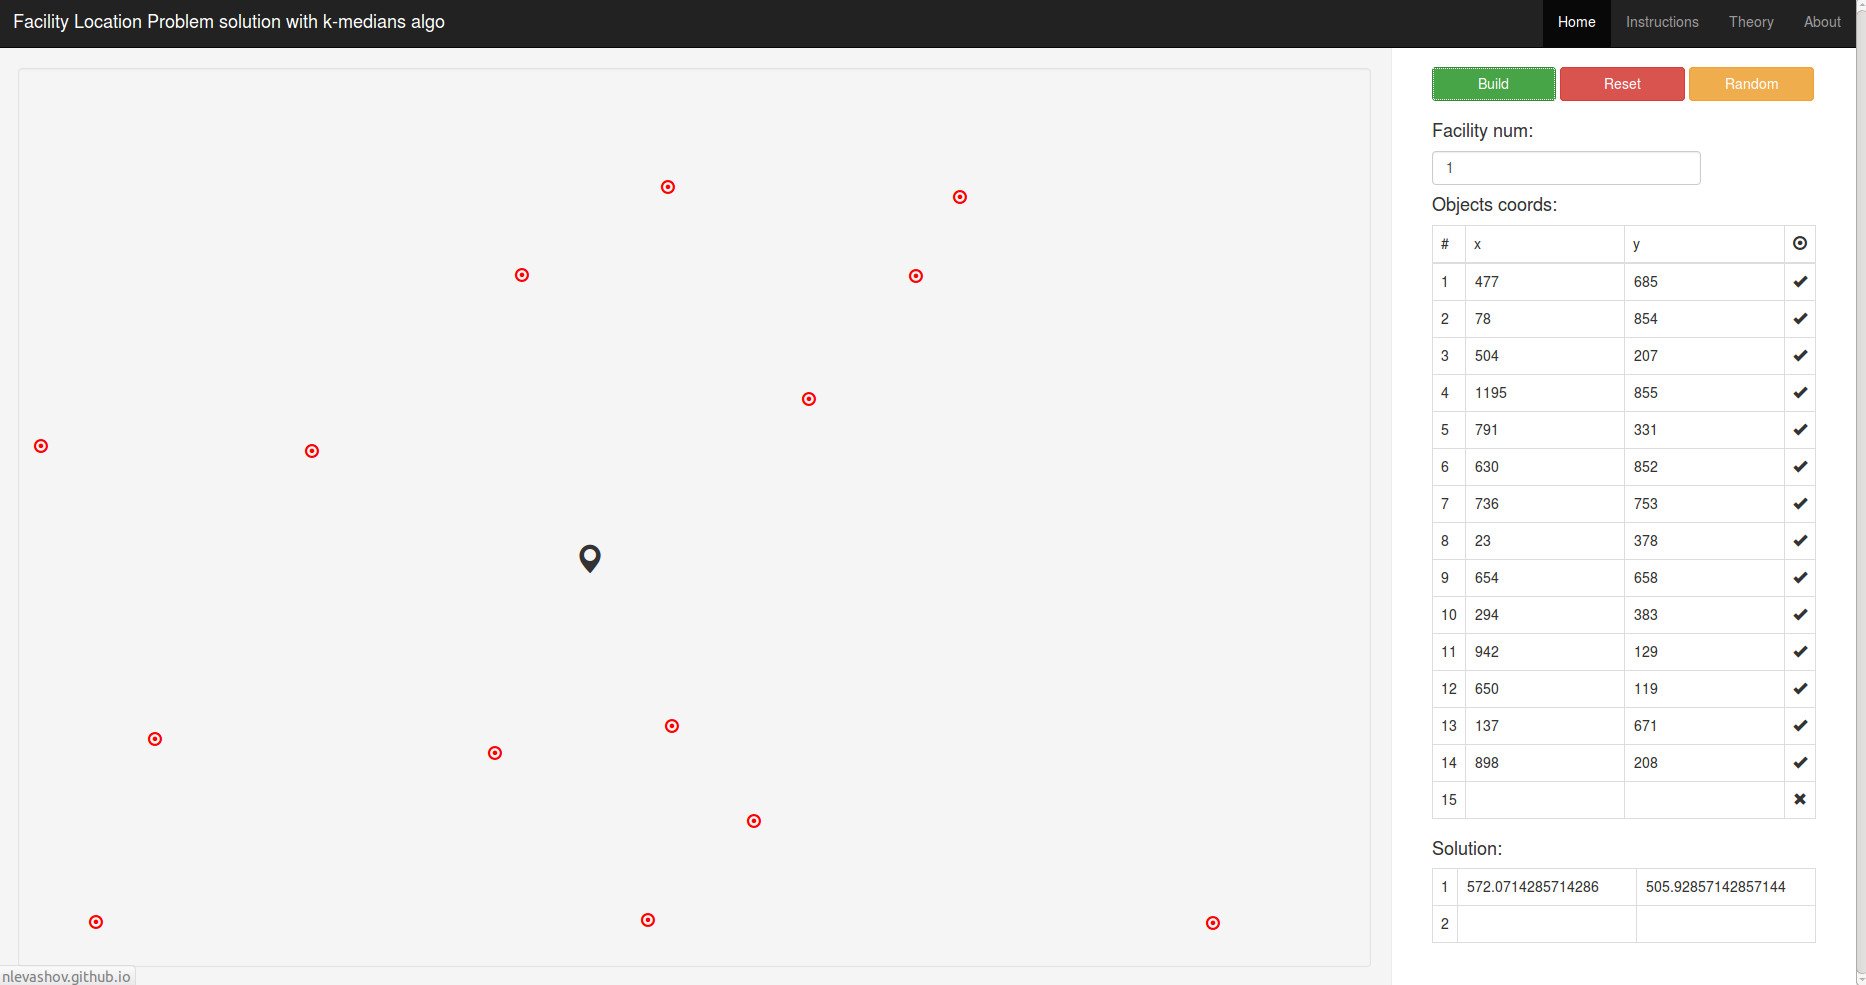 Facility Location Problem solution with k-medians algo
Home Instructions Theory About
Build Reset Random
Facility num:
1
Objects coords:
# x y
1 477 685
2 78 854
3 504 207
4 1195 855
5 791 331
6 630 852
7 736 753
8 23 378
9 654 658
10 294 383
11 942 129
12 650 119
13 137 671
14 898 208
15
Solution:
1 572.0714285714286 505.92857142857144
2
nlevashov.github.io